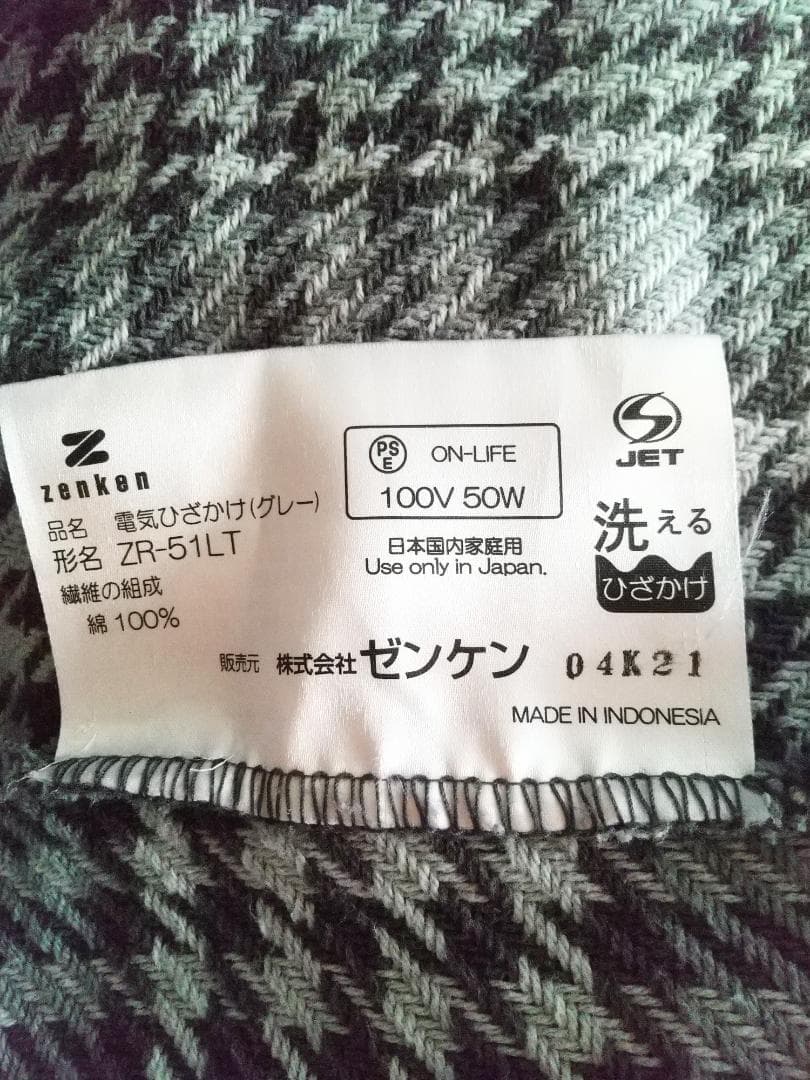 zenken
品名 電気ひざかけ(グレー)
形名 ZR-51LT
繊維の組成
綿100%
PSE ON-LIFE
100V 50W
日本国内家庭用
Use only in Japan.
JET
洗える
ひざかけ
販売元 株式会社ゼンケン 04K21
MADE IN INDONESIA